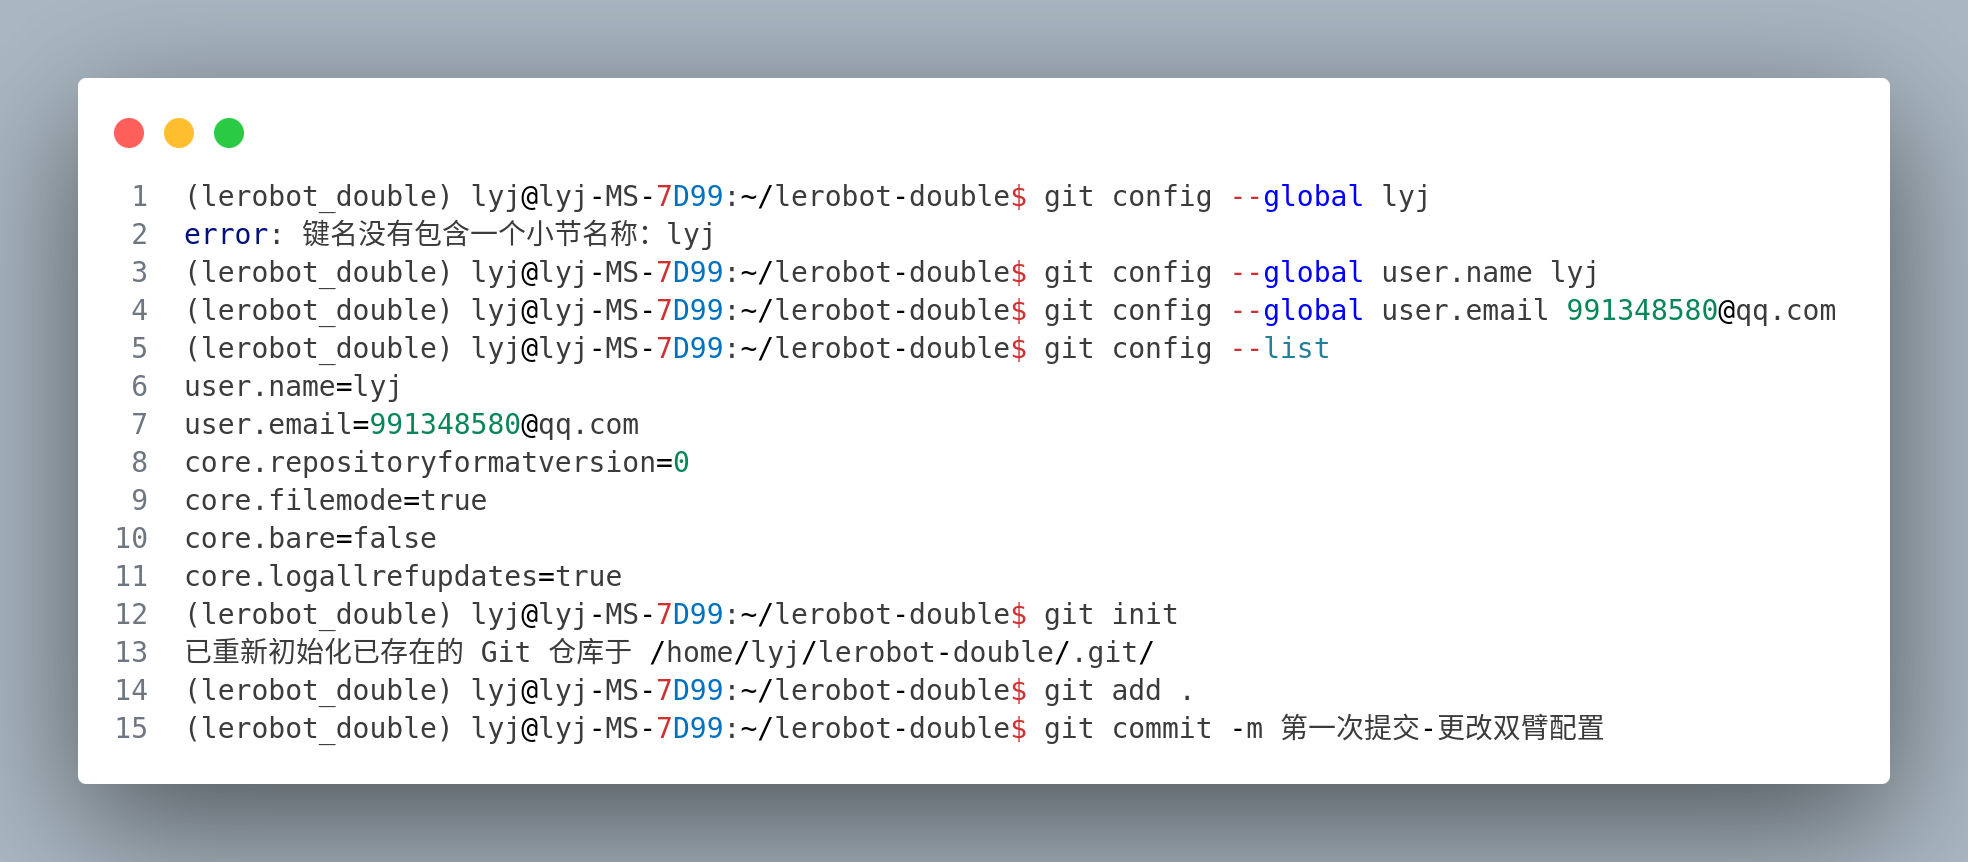 1 (lerobot_double) lyj@lyj-MS-7D99:~/lerobot-double$ git config --global lyj
2 error: 键名没有包含一个小节名称：lyj
3 (lerobot_double) lyj@lyj-MS-7D99:~/lerobot-double$ git config --global user.name lyj
4 (lerobot_double) lyj@lyj-MS-7D99:~/lerobot-double$ git config --global user.email 991348580@qq.com
5 (lerobot_double) lyj@lyj-MS-7D99:~/lerobot-double$ git config --list
6 user.name=lyj
7 user.email=991348580@qq.com
8 core.repositoryformatversion=0
9 core.filemode=true
10 core.bare=false
11 core.logallrefupdates=true
12 (lerobot_double) lyj@lyj-MS-7D99:~/lerobot-double$ git init
13 已重新初始化已存在的 Git 仓库于 /home/lyj/lerobot-double/.git/
14 (lerobot_double) lyj@lyj-MS-7D99:~/lerobot-double$ git add .
15 (lerobot_double) lyj@lyj-MS-7D99:~/lerobot-double$ git commit -m 第一次提交-更改双臂配置